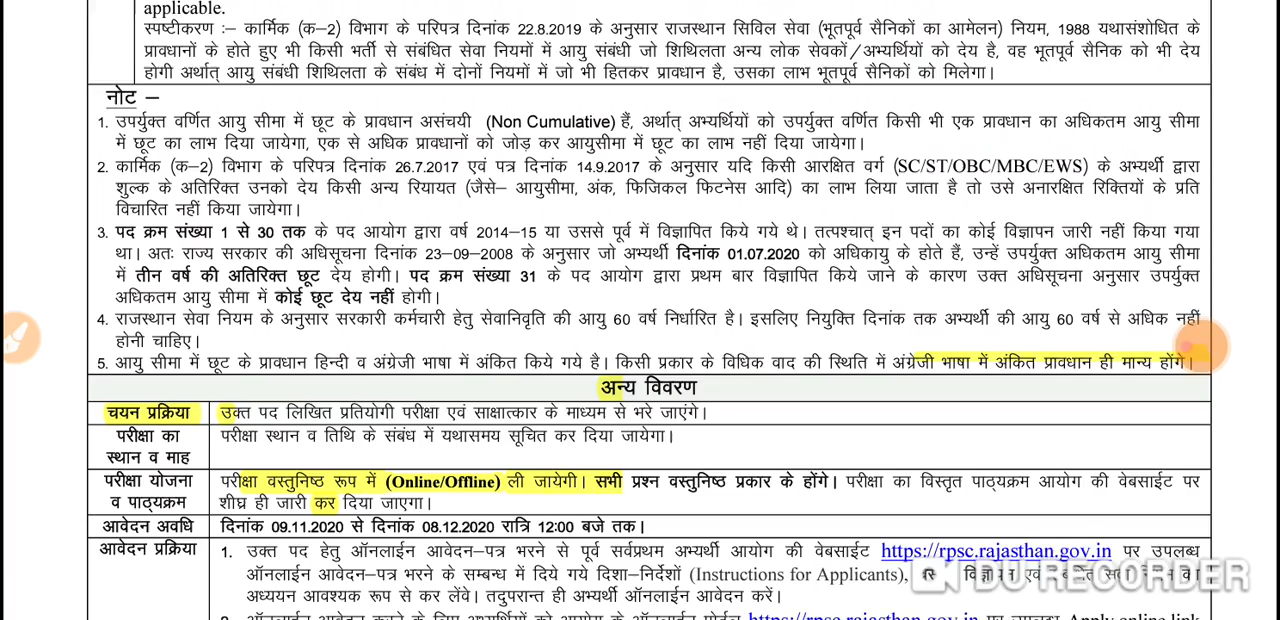 applicable.
स्पष्टीकरण :– कार्मिक (क–2) विभाग के परिपत्र दिनांक 22.8.2019 के अनुसार राजस्थान सिविल सेवा (भूतपूर्व सैनिकों का आमेलन) नियम, 1988 यथासंशोधित के
प्रावधानों के होते हुए भी किसी भर्ती से संबंधित सेवा नियमों में आयु संबंधी जो शिथिलता अन्य लोक सेवकों/अभ्यर्थियों को देय है, वह भूतपूर्व सैनिक को भी देय
होगी अर्थात् आयु संबंधी शिथिलता के संबंध में दोनों नियमों में जो भी हितकर प्रावधान है, उसका लाभ भूतपूर्व सैनिकों को मिलेगा।
नोट –
1. उपर्युक्त वर्णित आयु सीमा में छूट के प्रावधान असंचयी (Non Cumulative) हैं, अर्थात् अभ्यर्थियों को उपर्युक्त वर्णित किसी भी एक प्रावधान का अधिकतम आयु सीमा
में छूट का लाभ दिया जायेगा, एक से अधिक प्रावधानों को जोड़ कर आयुसीमा में छूट का लाभ नहीं दिया जायेगा।
2. कार्मिक (क–2) विभाग के परिपत्र दिनांक 26.7.2017 एवं पत्र दिनांक 14.9.2017 के अनुसार यदि किसी आरक्षित वर्ग (SC/ST/OBC/MBC/EWS) के अभ्यर्थी द्वारा
शुल्क के अतिरिक्त उनको देय किसी अन्य रियायत (जैसे– आयुसीमा, अंक, फिजिकल फिटनेस आदि) का लाभ लिया जाता है तो उसे अनारक्षित रिक्तियों के प्रति
विचारित नहीं किया जायेगा।
3. पद क्रम संख्या 1 से 30 तक के पद आयोग द्वारा वर्ष 2014–15 या उससे पूर्व में विज्ञापित किये गये थे। तत्पश्चात् इन पदों का कोई विज्ञापन जारी नहीं किया गया
था। अतः राज्य सरकार की अधिसूचना दिनांक 23–09–2008 के अनुसार जो अभ्यर्थी दिनांक 01.07.2020 को अधिकायु के होते हैं, उन्हें उपर्युक्त अधिकतम आयु सीमा
में तीन वर्ष की अतिरिक्त छूट देय होगी। पद क्रम संख्या 31 के पद आयोग द्वारा प्रथम बार विज्ञापित किये जाने के कारण उक्त अधिसूचना अनुसार उपर्युक्त
अधिकतम आयु सीमा में कोई छूट देय नहीं होगी।
4. राजस्थान सेवा नियम के अनुसार सरकारी कर्मचारी हेतु सेवानिवृति की आयु 60 वर्ष निर्धारित है। इसलिए नियुक्ति दिनांक तक अभ्यर्थी की आयु 60 वर्ष से अधिक नहीं
होनी चाहिए।
5. आयु सीमा में छूट के प्रावधान हिन्दी व अंग्रेजी भाषा में अंकित किये गये है। किसी प्रकार के विधिक वाद की स्थिति में अंग्रेजी भाषा में अंकित प्रावधान ही मान्य होंगे।
अन्य विवरण
चयन प्रक्रिया उक्त पद लिखित प्रतियोगी परीक्षा एवं साक्षात्कार के माध्यम से भरे जाएंगे।
परीक्षा का परीक्षा स्थान व तिथि के संबंध में यथासमय सूचित कर दिया जायेगा।
स्थान व माह
परीक्षा योजना परीक्षा वस्तुनिष्ठ रूप में (Online/Offline) ली जायेगी। सभी प्रश्न वस्तुनिष्ठ प्रकार के होंगे। परीक्षा का विस्तृत पाठ्यक्रम आयोग की वेबसाईट पर
व पाठ्यक्रम शीघ्र ही जारी कर दिया जाएगा।
आवेदन अवधि दिनांक 09.11.2020 से दिनांक 08.12.2020 रात्रि 12:00 बजे तक।
आवेदन प्रक्रिया 1. उक्त पद हेतु ऑनलाईन आवेदन–पत्र भरने से पूर्व सर्वप्रथम अभ्यर्थी आयोग की वेबसाईट https://rpsc.rajasthan.gov.in पर उपलब्ध
ऑनलाईन आवेदन–पत्र भरने के सम्बन्ध में दिये गये दिशा–निर्देशों (Instructions for Applicants),
DU RECORDER
अध्ययन आवश्यक रूप से कर लेंवे। तदुपरान्त ही अभ्यर्थी ऑनलाईन आवेदन करें।